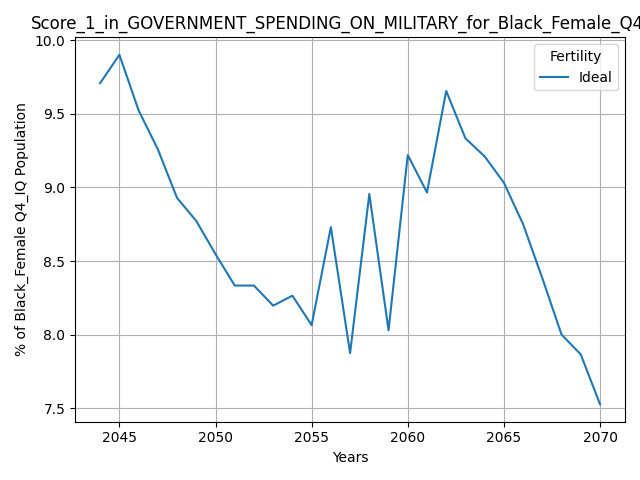 Score_1_in_GOVERNMENT_SPENDING_ON_MILITARY_for_Black_Female_Q4
Fertility
Ideal
% of Black_Female Q4_IQ Population
10.0
9.5
9.0
8.5
8.0
7.5
2045 2050 2055 2060 2065 2070
Years